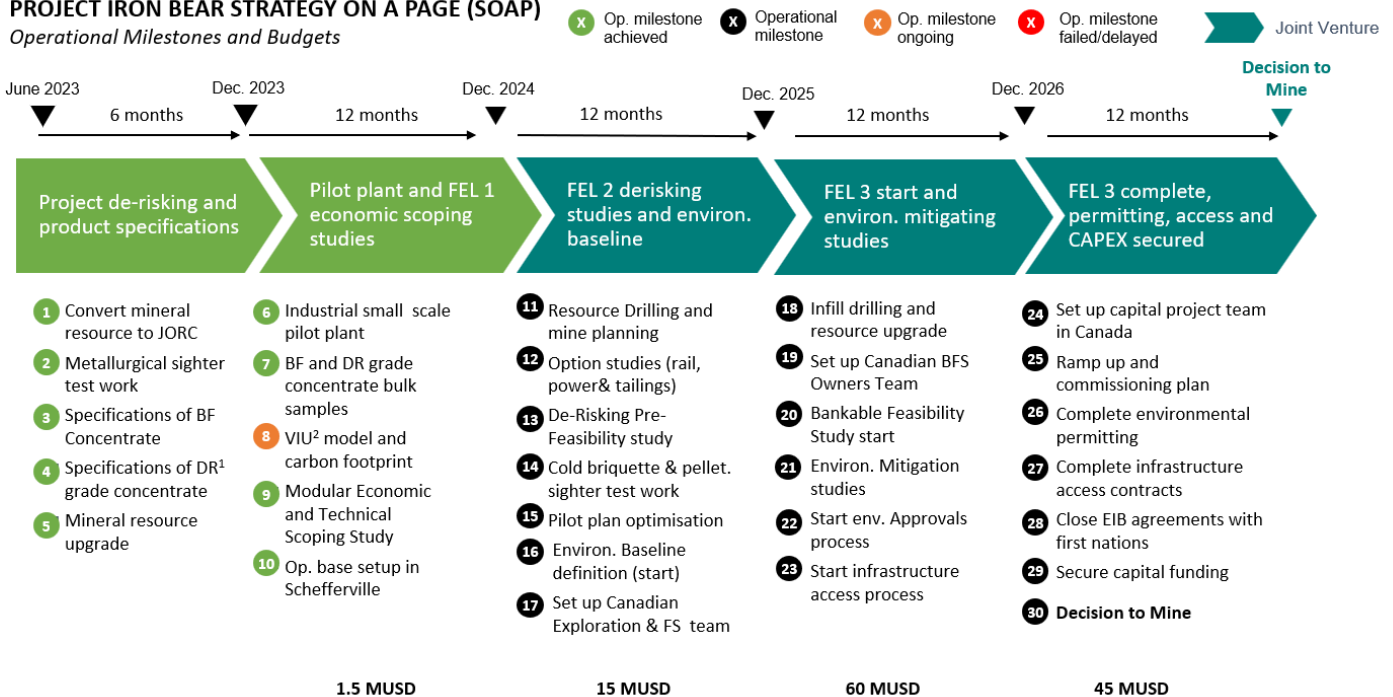 PROJECT IRON BEAR STRATEGY ON A PAGE (SOAP)
Operational Milestones and Budgets
X Op. milestone
achieved
X Operational
milestone
X Op. milestone
ongoing
X Op. milestone
failed/delayed
Joint Venture
June 2023
6 months
Dec. 2023
12 months
Dec. 2024
12 months
Dec. 2025
12 months
Dec. 2026
12 months
Decision to
Mine
Project de-risking and
product specifications
Pilot plant and FEL 1
economic scoping
studies
FEL 2 derisking
studies and environ.
baseline
FEL 3 start and
environ. mitigating
studies
FEL 3 complete,
permitting, access and
CAPEX secured
1 Convert mineral
resource to JORC
2 Metallurgical sighter
test work
3 Specifications of BF
Concentrate
4 Specifications of DR¹
grade concentrate
5 Mineral resource
upgrade
6 Industrial small scale
pilot plant
7 BF and DR grade
concentrate bulk
samples
8 VIU² model and
carbon footprint
9 Modular Economic
and Technical
Scoping Study
10 Op. base setup in
Schefferville
11 Resource Drilling and
mine planning
12 Option studies (rail,
power& tailings)
13 De-Risking Pre-
Feasibility study
14 Cold briquette & pellet.
sighter test work
15 Pilot plan optimisation
16 Environ. Baseline
definition (start)
17 Set up Canadian
Exploration & FS team
18 Infill drilling and
resource upgrade
19 Set up Canadian BFS
Owners Team
20 Bankable Feasibility
Study start
21 Environ. Mitigation
studies
22 Start env. Approvals
process
23 Start infrastructure
access process
24 Set up capital project team
in Canada
25 Ramp up and
commissioning plan
26 Complete environmental
permitting
27 Complete infrastructure
access contracts
28 Close EIB agreements with
first nations
29 Secure capital funding
30 Decision to Mine
1.5 MUSD
15 MUSD
60 MUSD
45 MUSD